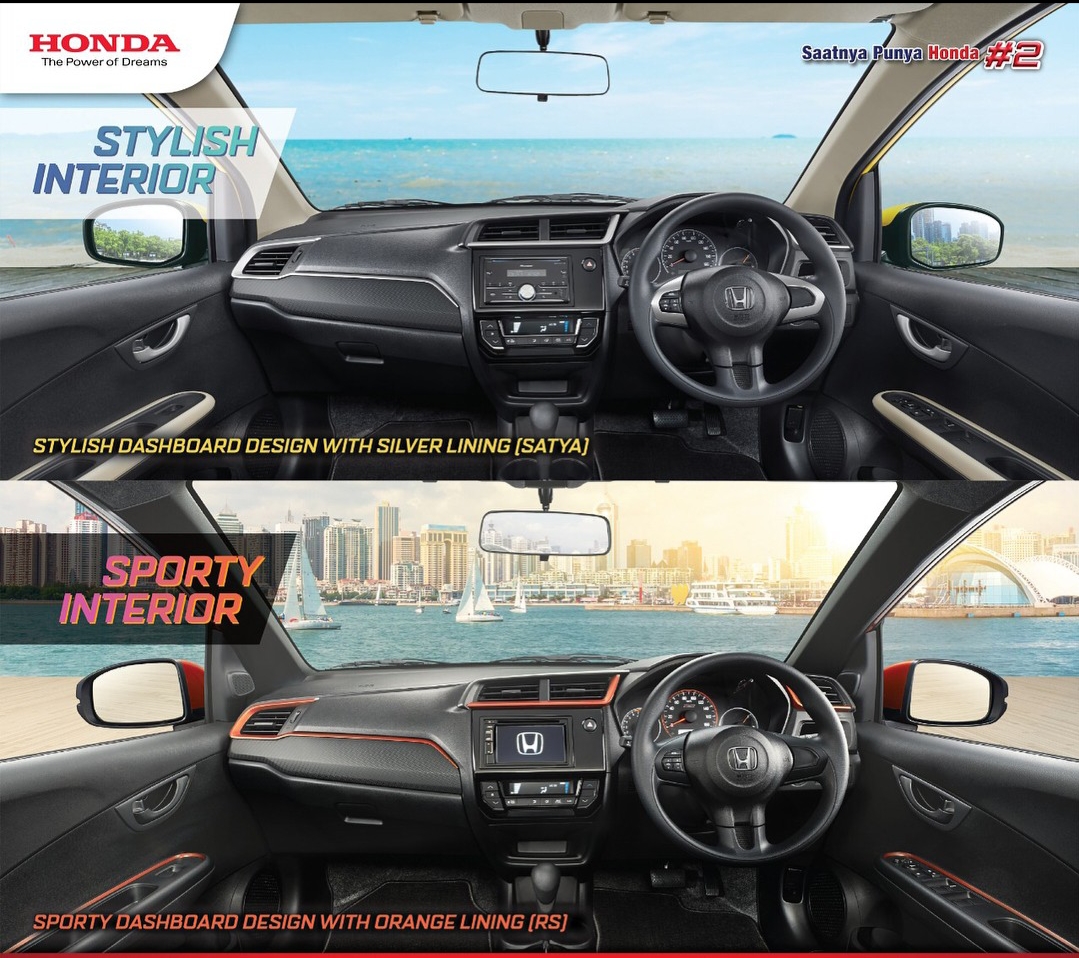 HONDA
The Power of Dreams
Saatnya Punya Honda #2
STYLISH
INTERIOR
STYLISH DASHBOARD DESIGN WITH SILVER LINING (SATYA)
SPORTY
INTERIOR
SPORTY DASHBOARD DESIGN WITH ORANGE LINING (RS)